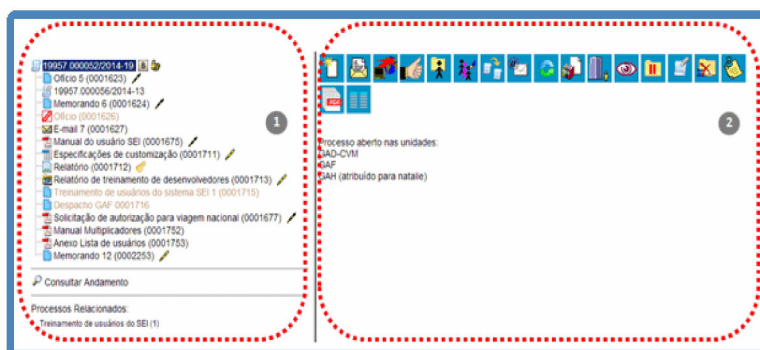 19957.000052/2014-19
Ofício 5 (0001623)
19957.000056/2014-13
Memorando 6 (0001624)
Ofício (0001626)
E-mail 7 (0001627)
Manual do usuário SEI (0001675)
Especificações de customização (0001711)
Relatório (0001712)
Relatório de treinamento de desenvolvedores (0001713)
Treinamento de usuários do sistema SEI 1 (0001715)
Despacho GAF 0001716
Solicitação de autorização para viagem nacional (0001677)
Manual Multiplicadores (0001752)
Anexo Lista de usuários (0001753)
Memorando 12 (0002253)
Consultar Andamento
Processos Relacionados:
Treinamento de usuários do SEI (1)
1
2
Processo aberto nas unidades:
GAD-CVM
GAF
GAH (atribuído para natalie)